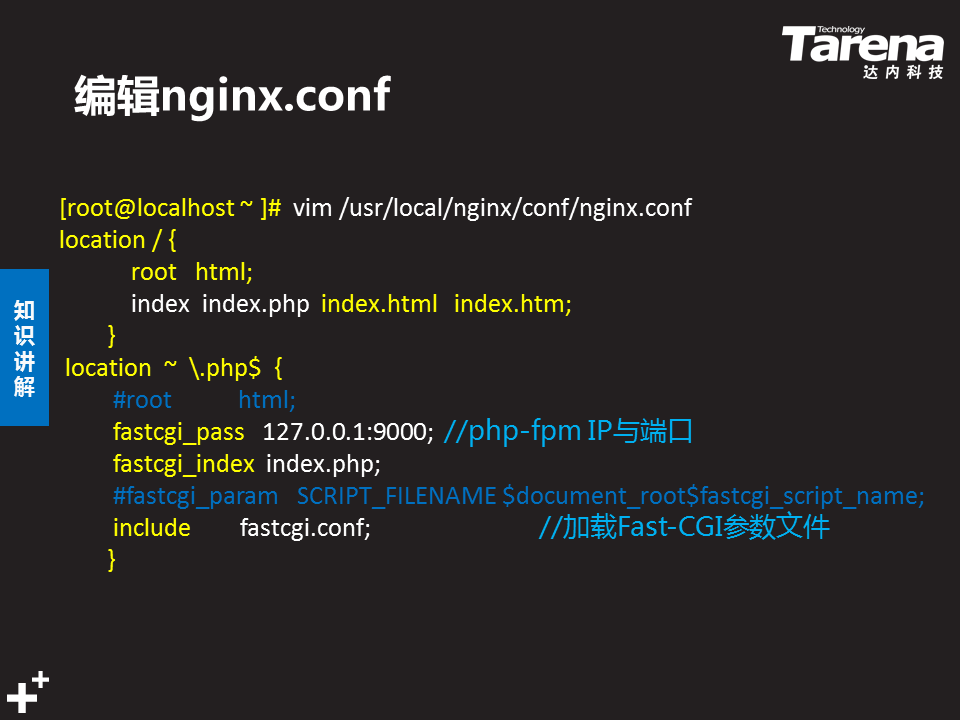 Technology
Tarena
达内科技
编辑nginx.conf
[root@localhost ~ ]# vim /usr/local/nginx/conf/nginx.conf
location / {
root html;
index index.php index.html index.htm;
}
location ~ \.php$ {
#root html;
fastcgi_pass 127.0.0.1:9000; //php-fpm IP与端口
fastcgi_index index.php;
#fastcgi_param SCRIPT_FILENAME $document_root$fastcgi_script_name;
include fastcgi.conf; //加载Fast-CGI参数文件
}
知识讲解